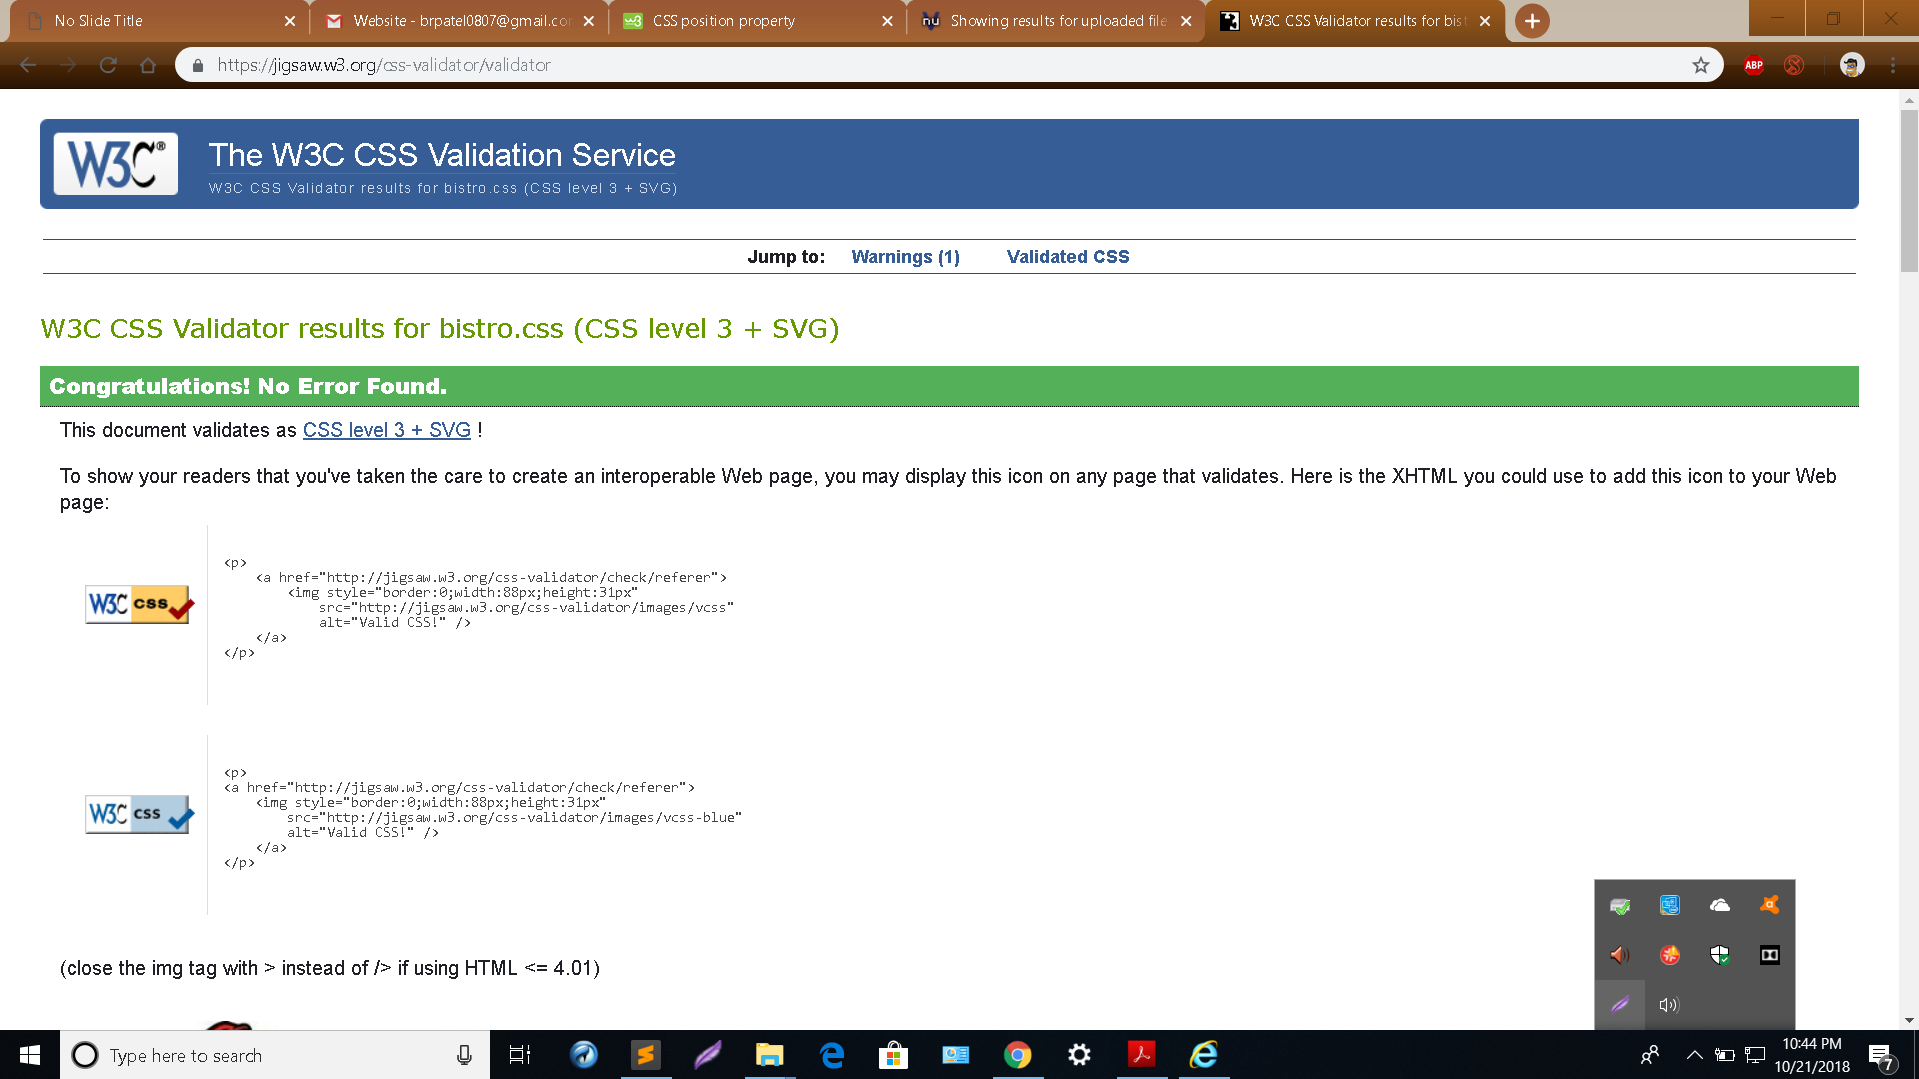 No Slide Title
Website - brpatel0807@gmail.co
CSS position property
Showing results for uploaded file
W3C CSS Validator results for bist
https://jigsaw.w3.org/css-validator/validator
ABP
W3C®
The W3C CSS Validation Service
W3C CSS Validator results for bistro.css (CSS level 3 + SVG)
Jump to: Warnings (1) Validated CSS
W3C CSS Validator results for bistro.css (CSS level 3 + SVG)
Congratulations! No Error Found.
This document validates as CSS level 3 + SVG !
To show your readers that you've taken the care to create an interoperable Web page, you may display this icon on any page that validates. Here is the XHTML you could use to add this icon to your Web
page:
W3C css
<p>
<a href="http://jigsaw.w3.org/css-validator/check/referer">
<img style="border:0;width:88px;height:31px"
src="http://jigsaw.w3.org/css-validator/images/vcss"
alt="Valid CSS!" />
</a>
</p>
W3C css
<p>
<a href="http://jigsaw.w3.org/css-validator/check/referer">
<img style="border:0;width:88px;height:31px"
src="http://jigsaw.w3.org/css-validator/images/vcss-blue"
alt="Valid CSS!" />
</a>
</p>
(close the img tag with > instead of /> if using HTML <= 4.01)
Type here to search
10:44 PM
10/21/2018
7